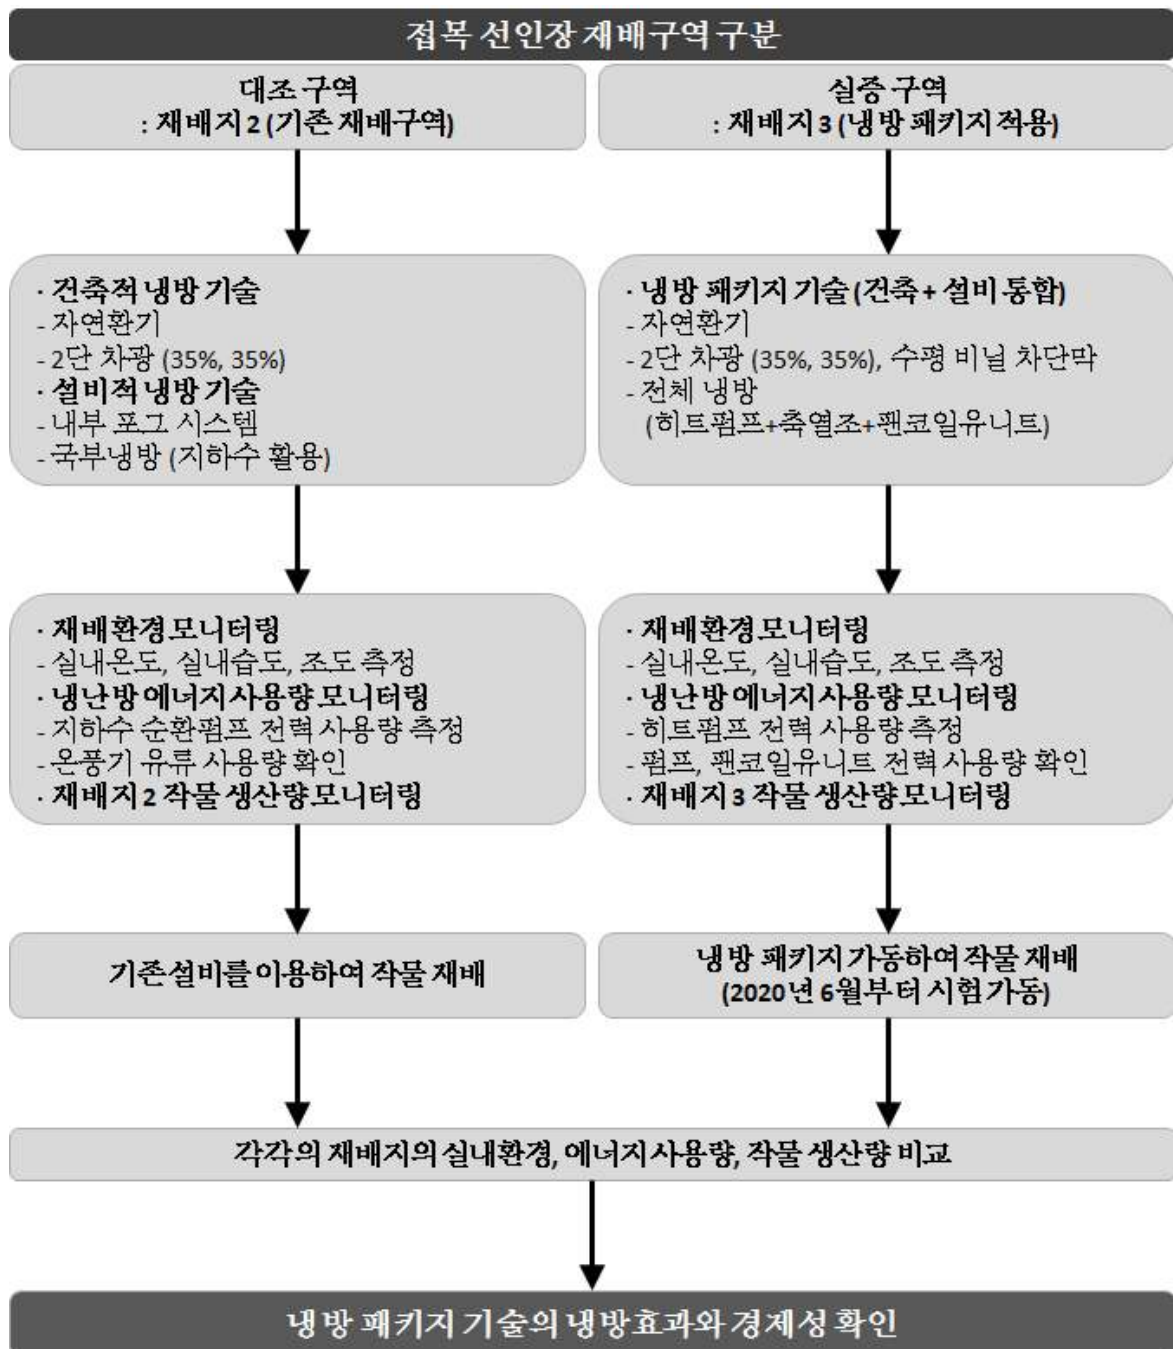 접목 선인장 재배구역 구분
대조 구역
: 재배지 2 (기존 재배구역)
실증 구역
: 재배지 3 (냉방 패키지 적용)
· 건축적 냉방 기술
- 자연환기
- 2단 차광 (35%, 35%)
· 설비적 냉방 기술
- 내부 포그 시스템
- 국부냉방 (지하수 활용)
· 냉방 패키지 기술 (건축 + 설비 통합)
- 자연환기
- 2단 차광 (35%, 35%), 수평 비닐 차단막
- 전체 냉방
(히트펌프+축열조+팬코일유니트)
· 재배환경 모니터링
- 실내온도, 실내습도, 조도 측정
· 냉난방 에너지 사용량 모니터링
- 지하수 순환펌프 전력 사용량 측정
- 온풍기 유류 사용량 확인
· 재배지 2 작물 생산량 모니터링
· 재배환경 모니터링
- 실내온도, 실내습도, 조도 측정
· 냉난방 에너지 사용량 모니터링
- 히트펌프 전력 사용량 측정
- 펌프, 팬코일유니트 전력 사용량 확인
· 재배지 3 작물 생산량 모니터링
기존 설비를 이용하여 작물 재배
냉방 패키지 가동하여 작물 재배
(2020년 6월부터 시험 가동)
각각의 재배지의 실내환경, 에너지 사용량, 작물 생산량 비교
냉방 패키지 기술의 냉방효과와 경제성 확인